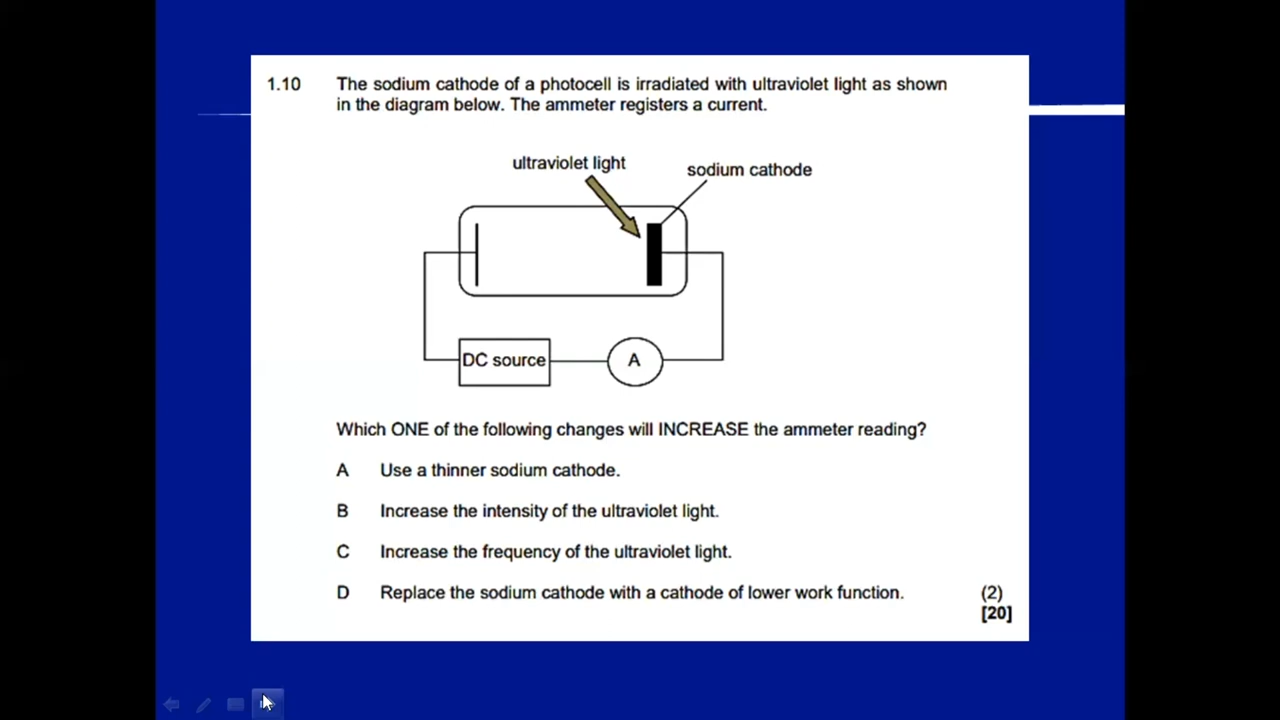 1.10 The sodium cathode of a photocell is irradiated with ultraviolet light as shown
in the diagram below. The ammeter registers a current.
ultraviolet light
sodium cathode
DC source
A
Which ONE of the following changes will INCREASE the ammeter reading?
A Use a thinner sodium cathode.
B Increase the intensity of the ultraviolet light.
C Increase the frequency of the ultraviolet light.
D Replace the sodium cathode with a cathode of lower work function. (2)
[20]